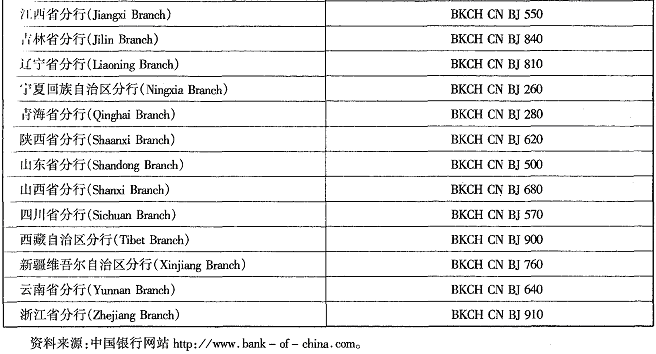 江西省分行(Jiangxi Branch) BKCH CN BJ 550
吉林省分行(Jilin Branch) BKCH CN BJ 840
辽宁省分行(Liaoning Branch) BKCH CN BJ 810
宁夏回族自治区分行(Ningxia Branch) BKCH CN BJ 260
青海省分行(Qinghai Branch) BKCH CN BJ 280
陕西省分行(Shaanxi Branch) BKCH CN BJ 620
山东省分行(Shandong Branch) BKCH CN BJ 500
山西省分行(Shanxi Branch) BKCH CN BJ 680
四川省分行(Sichuan Branch) BKCH CN BJ 570
西藏自治区分行(Tibet Branch) BKCH CN BJ 900
新疆维吾尔自治区分行(Xinjiang Branch) BKCH CN BJ 760
云南省分行(Yunnan Branch) BKCH CN BJ 640
浙江省分行(Zhejiang Branch) BKCH CN BJ 910
资料来源:中国银行网站 http://www.bank-of-china.com。